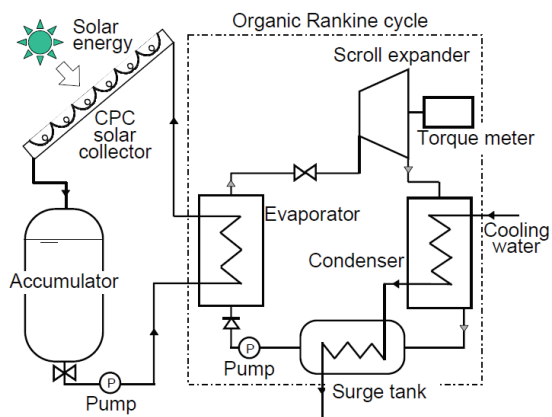 Organic Rankine cycle
Solar
energy
Scroll expander
CPC
solar
collector
Torque meter
Evaporator
Cooling
water
Condenser
Accumulator
P
Pump
P
Pump
Surge tank